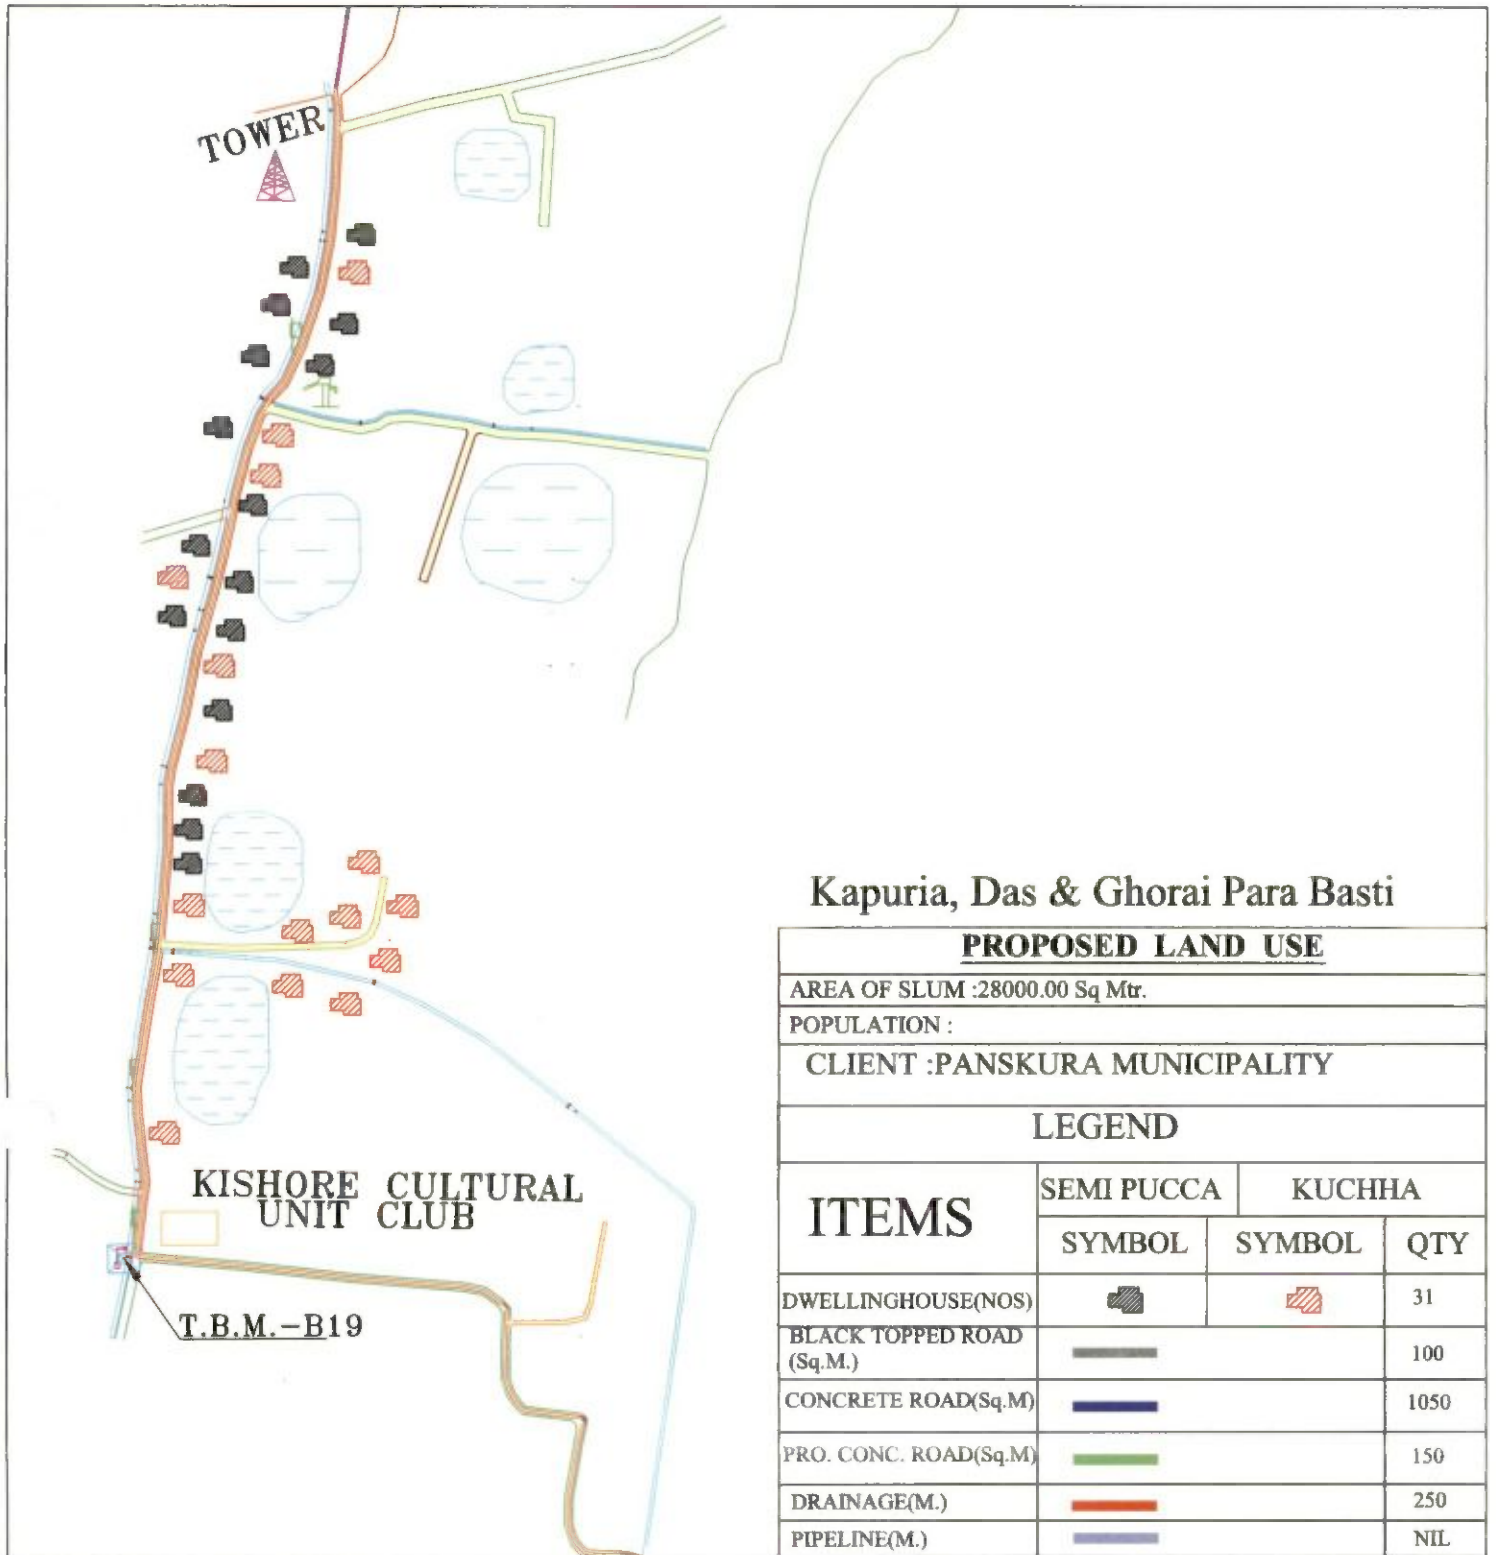 TOWER
Kapuria, Das & Ghorai Para Basti
PROPOSED LAND USE
AREA OF SLUM :28000.00 Sq Mtr.
POPULATION :
CLIENT :PANSKURA MUNICIPALITY
LEGEND
ITEMS SEMI PUCCA KUCHHA
SYMBOL SYMBOL QTY
DWELLINGHOUSE(NOS) 31
BLACK TOPPED ROAD
(Sq.M.) 100
CONCRETE ROAD(Sq.M) 1050
PRO. CONC. ROAD(Sq.M) 150
DRAINAGE(M.) 250
PIPELINE(M.) NIL
KISHORE CULTURAL
UNIT CLUB
T.B.M.-B19